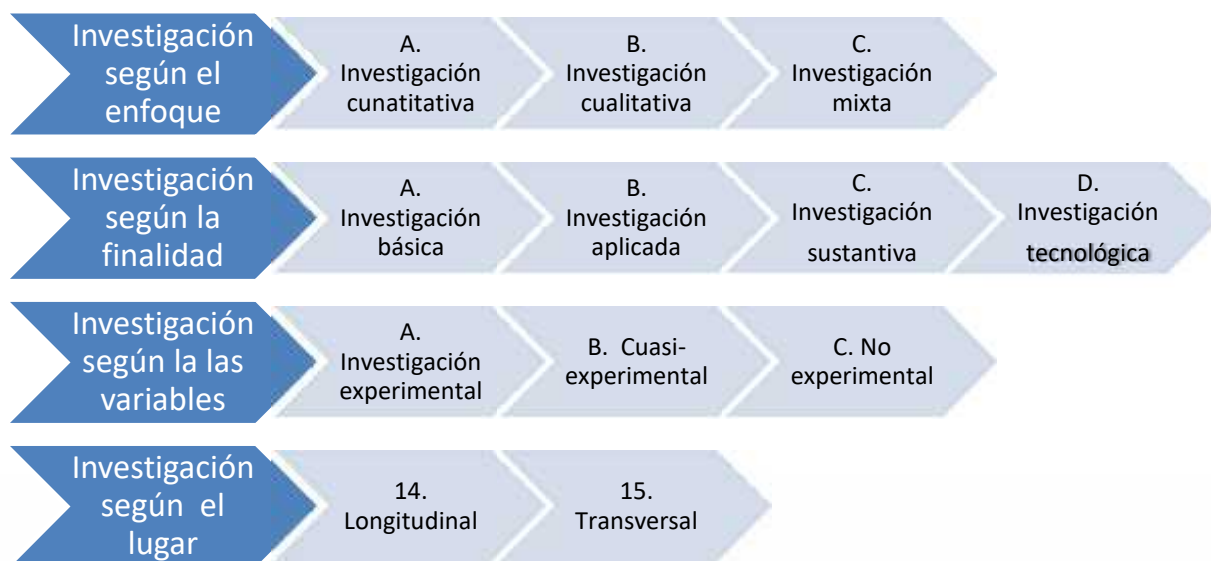 Investigación
según el
enfoque
A.
Investigación
cunatitativa
B.
Investigación
cualitativa
C.
Investigación
mixta
Investigación
según la
finalidad
A.
Investigación
básica
B.
Investigación
aplicada
C.
Investigación
sustantiva
D.
Investigación
tecnológica
Investigación
según la las
variables
A.
Investigación
experimental
B. Cuasi-
experimental
C. No
experimental
Investigación
según el
lugar
14.
Longitudinal
15.
Transversal